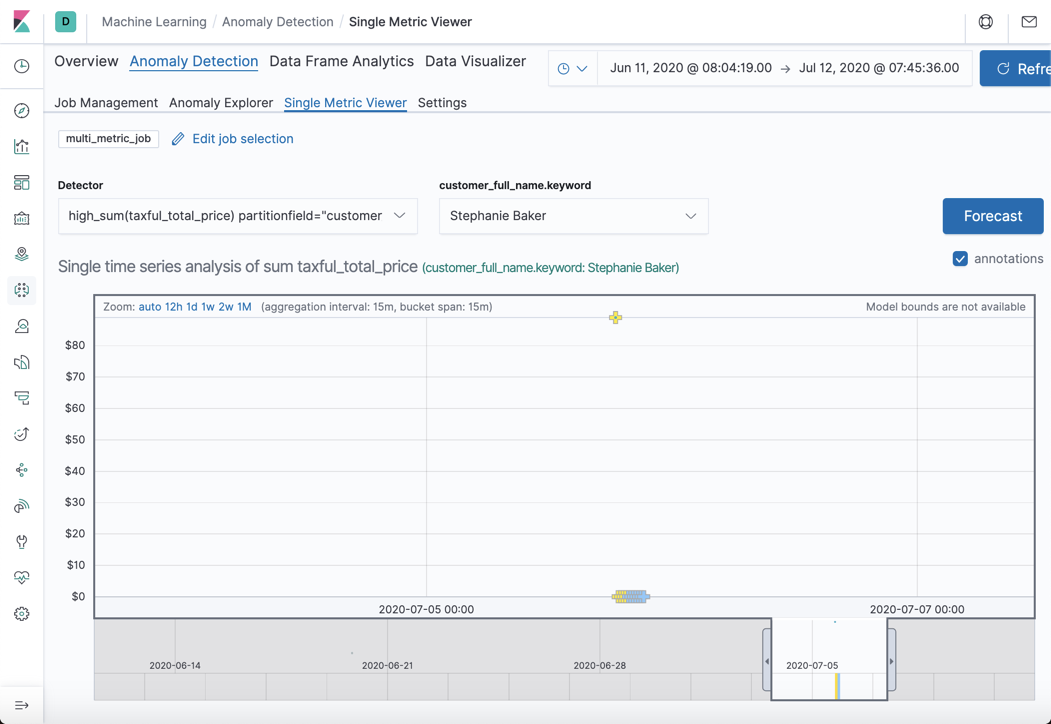 D Machine Learning / Anomaly Detection / Single Metric Viewer
Overview Anomaly Detection Data Frame Analytics Data Visualizer
Jun 11, 2020 @ 08:04:19.00 → Jul 12, 2020 @ 07:45:36.00 Refre
Job Management Anomaly Explorer Single Metric Viewer Settings
multi_metric_job Edit job selection
Detector customer_full_name.keyword
high_sum(taxful_total_price) partitionfield="customer Stephanie Baker Forecast
Single time series analysis of sum taxful_total_price (customer_full_name.keyword: Stephanie Baker) annotations
Zoom: auto 12h 1d 1w 2w 1M (aggregation interval: 15m, bucket span: 15m) Model bounds are not available
$80
$70
$60
$50
$40
$30
$20
$10
$0
2020-07-05 00:00 2020-07-07 00:00
2020-06-14 2020-06-21 2020-06-28 2020-07-05